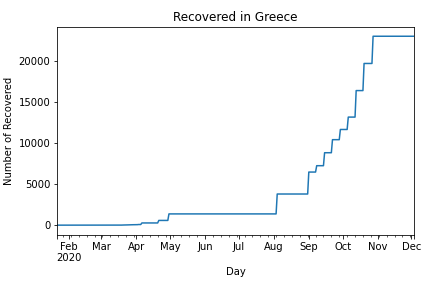 Recovered in Greece
Number of Recovered
20000
15000
10000
5000
0
Feb Mar Apr May Jun Jul Aug Sep Oct Nov Dec
2020
Day